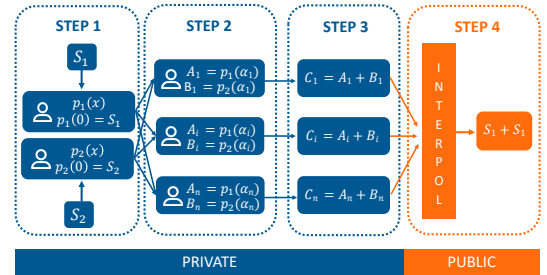 STEP 1
STEP 2
STEP 3
STEP 4
S₁
p₁(x)
p₁(0) = S₁
p₂(x)
p₂(0) = S₂
S₂
A₁ = p₁(α₁)
B₁ = p₂(α₁)
Aᵢ = p₁(αᵢ)
Bᵢ = p₂(αᵢ)
Aₙ = p₁(αₙ)
Bₙ = p₂(αₙ)
C₁ = A₁ + B₁
Cᵢ = Aᵢ + Bᵢ
Cₙ = Aₙ + Bₙ
INTERPOL
S₁ + S₁
PRIVATE
PUBLIC